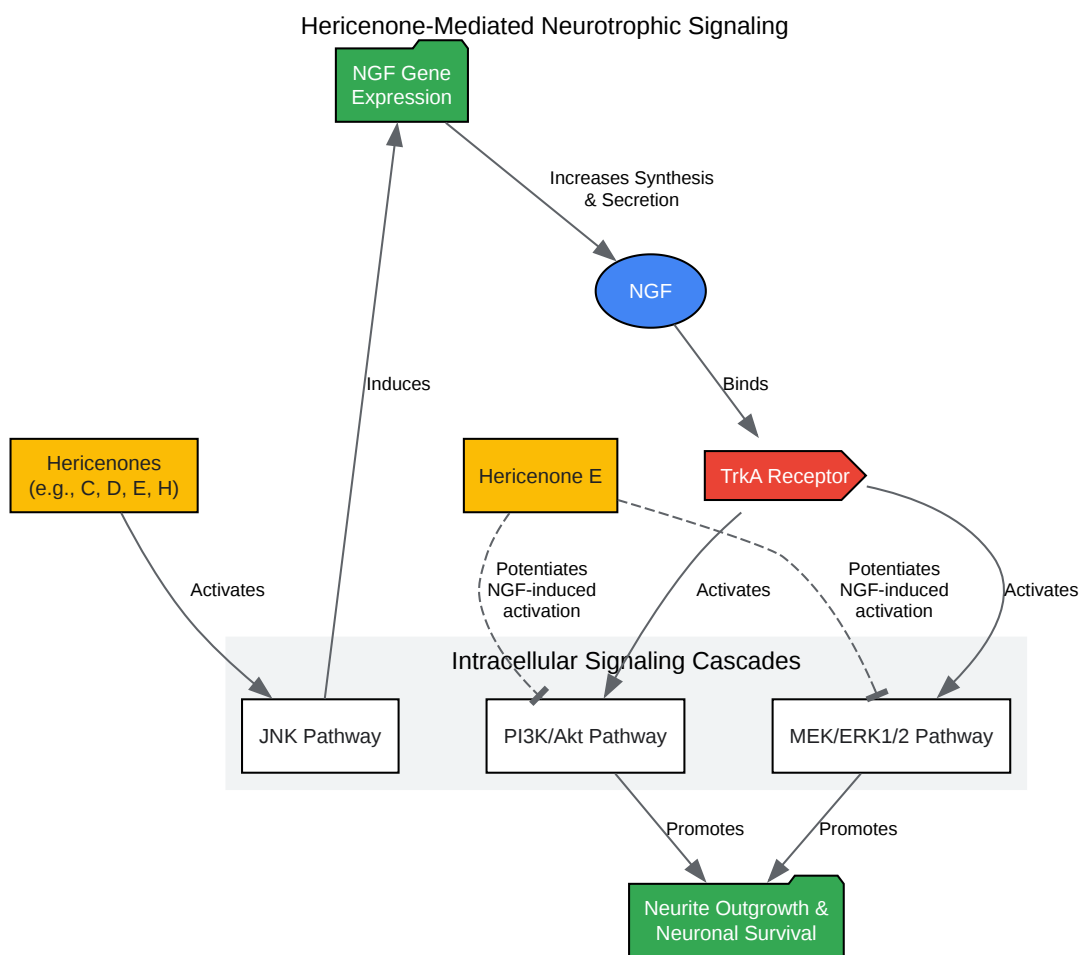 Hericenone-Mediated Neurotrophic Signaling
NGF Gene
Expression
Increases Synthesis
& Secretion
NGF
Induces
Binds
Hericenones
(e.g., C, D, E, H)
Hericenone E
TrkA Receptor
Activates
Potentiates
NGF-induced
activation
Activates
Potentiates
NGF-induced
activation
Activates
Intracellular Signaling Cascades
JNK Pathway
PI3K/Akt Pathway
MEK/ERK1/2 Pathway
Promotes
Promotes
Neurite Outgrowth &
Neuronal Survival